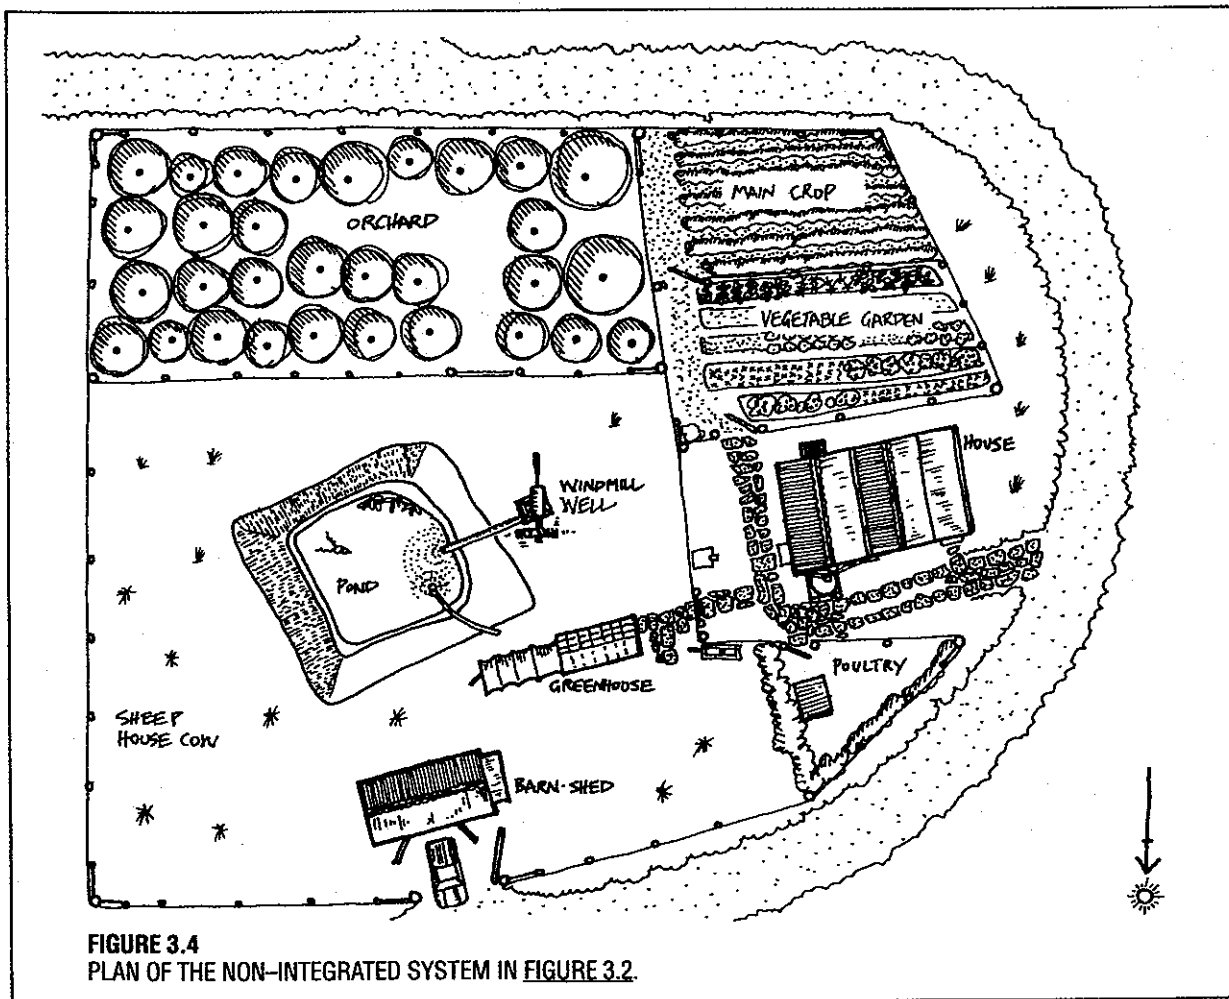 ORCHARD
MAIN CROP
VEGETABLE GARDEN
HOUSE
WINDMILL
WELL
POND
GREENHOUSE
POULTRY
SHEEP
HOUSE COW
BARN-SHED
FIGURE 3.4
PLAN OF THE NON–INTEGRATED SYSTEM IN FIGURE 3.2.